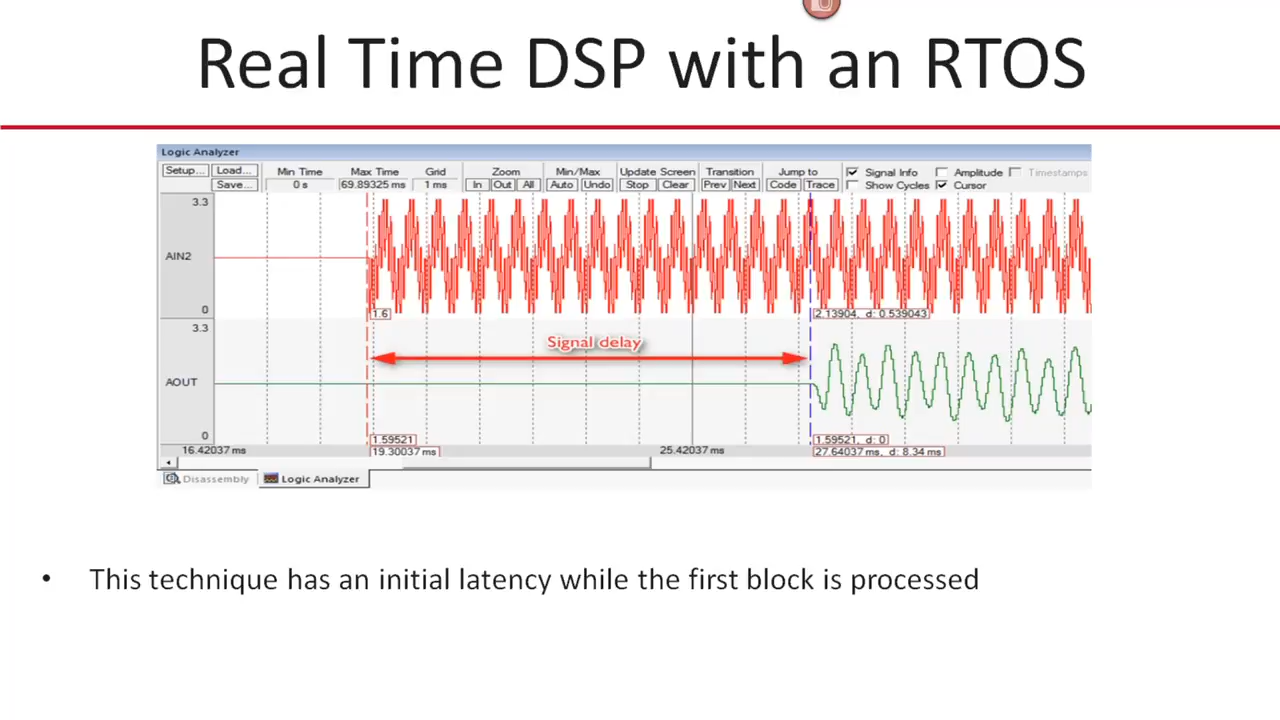 Real Time DSP with an RTOS
Logic Analyzer
Setup... Load... Min Time Max Time Grid Zoom Min/Max Update Screen Transition Jump to Signal Info Amplitude Timestamps
Save... 0 s 69.89325 ms 1 ms In Out All Auto Undo Stop Clear Prev Next Code Trace Show Cycles Cursor
3.3
AIN2
0
1.6 2.13904, d: 0.539043
3.3
Signal delay
AOUT
0
1.59521 1.59521, d: 0
16.42037 ms 19.30037 ms 25.42037 ms 27.64037 ms, d: 8.34 ms
Disassembly Logic Analyzer
• This technique has an initial latency while the first block is processed